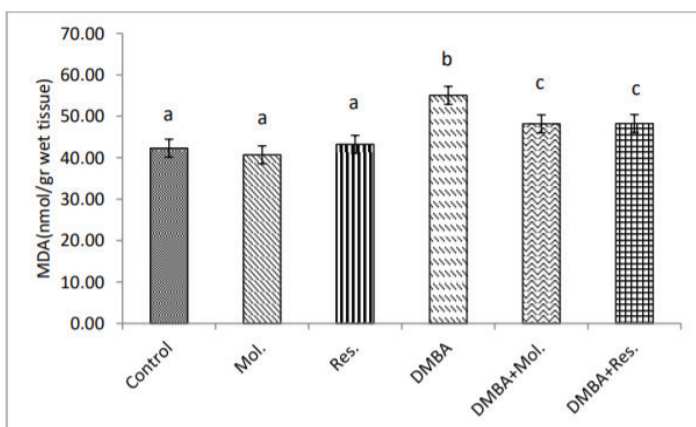 70.00
60.00
50.00
40.00
30.00
20.00
10.00
0.00
MDA(nmol/gr wet tissue)
a
a
a
b
c
c
Control
Mol.
Res.
DMBA
DMBA+Mol.
DMBA+Res.